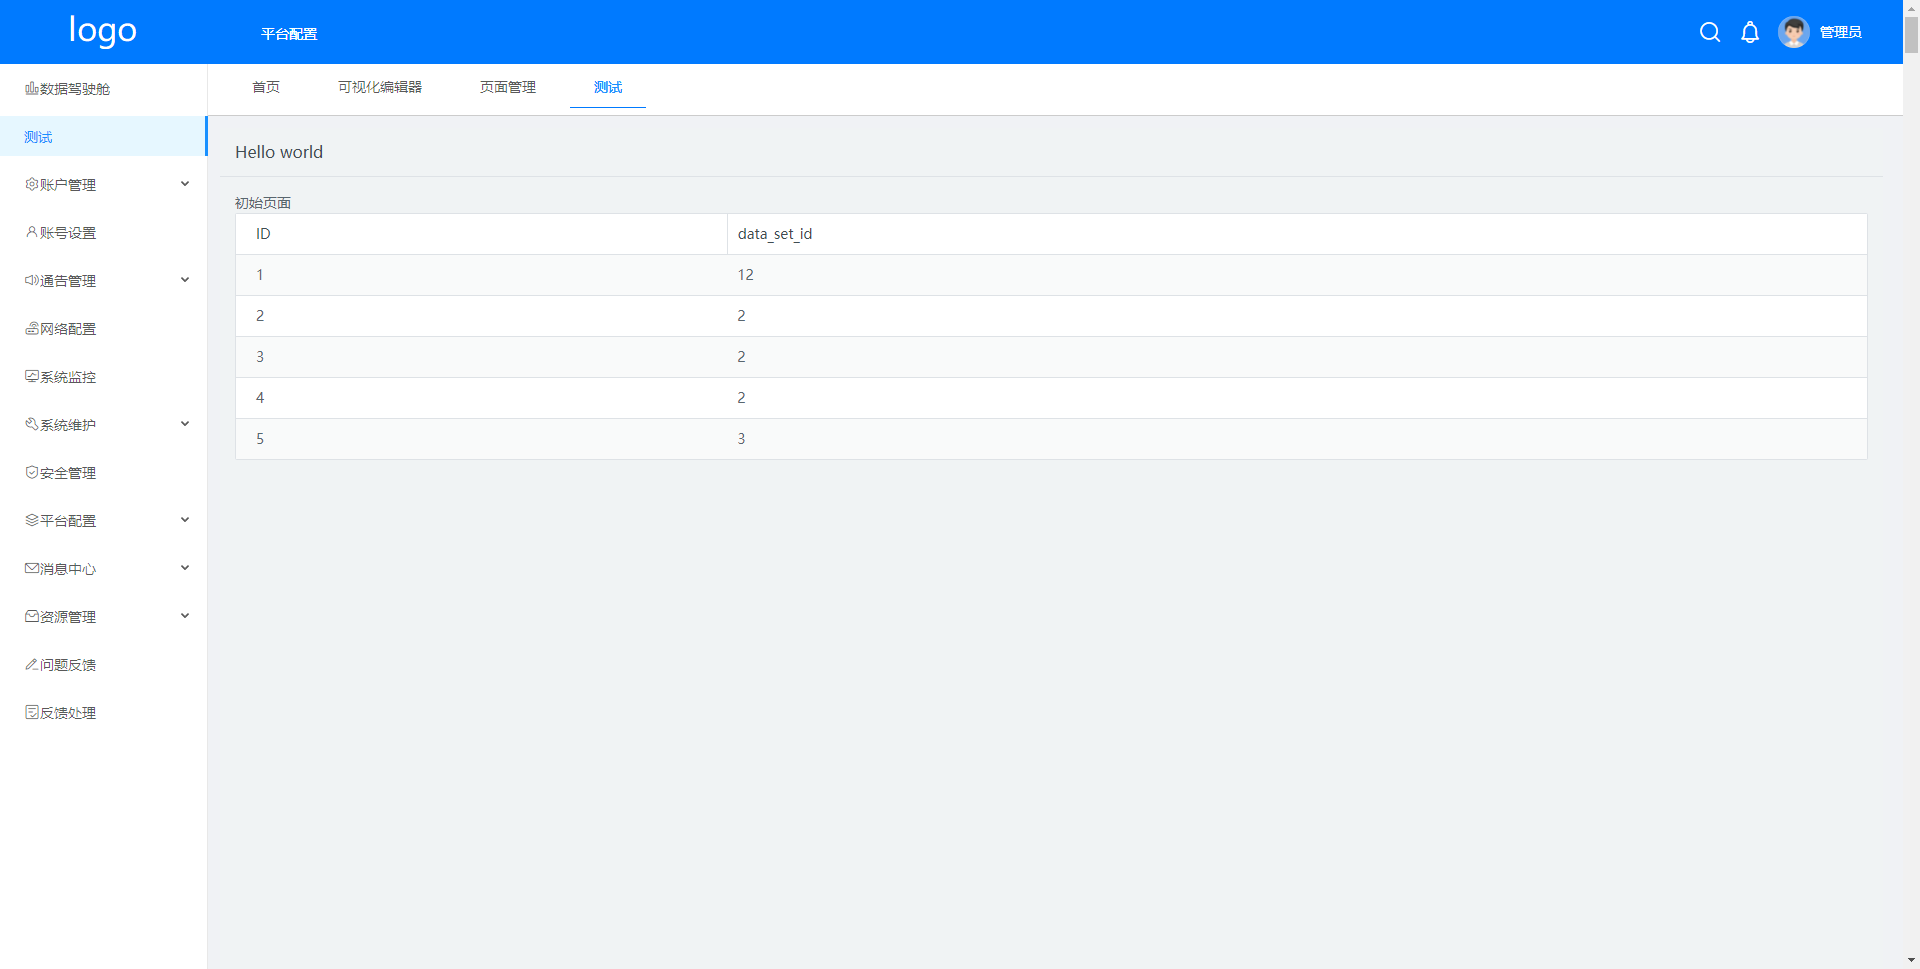 logo
平台配置
管理员
数据驾驶舱
测试
账户管理
账号设置
通告管理
网络配置
系统监控
系统维护
安全管理
平台配置
消息中心
资源管理
问题反馈
反馈处理
首页 可视化编辑器 页面管理 测试
Hello world
初始页面
ID data_set_id
1 12
2 2
3 2
4 2
5 3